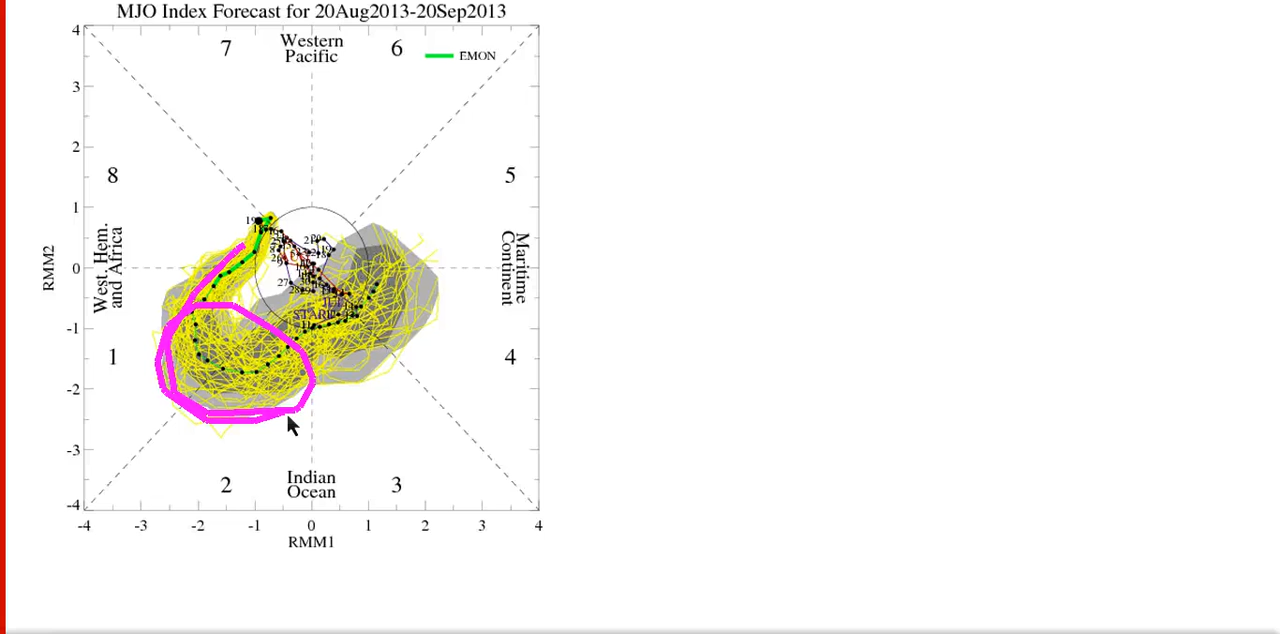 MJO Index Forecast for 20Aug2013-20Sep2013
4
7
Western
Pacific
6
EMON
3
2
8
5
1
West. Hem.
and Africa
Maritime
Continent
RMM2
0
-1
1
4
-2
-3
2
Indian
Ocean
3
-4
-4
-3
-2
-1
0
1
2
3
4
RMM1
START
27